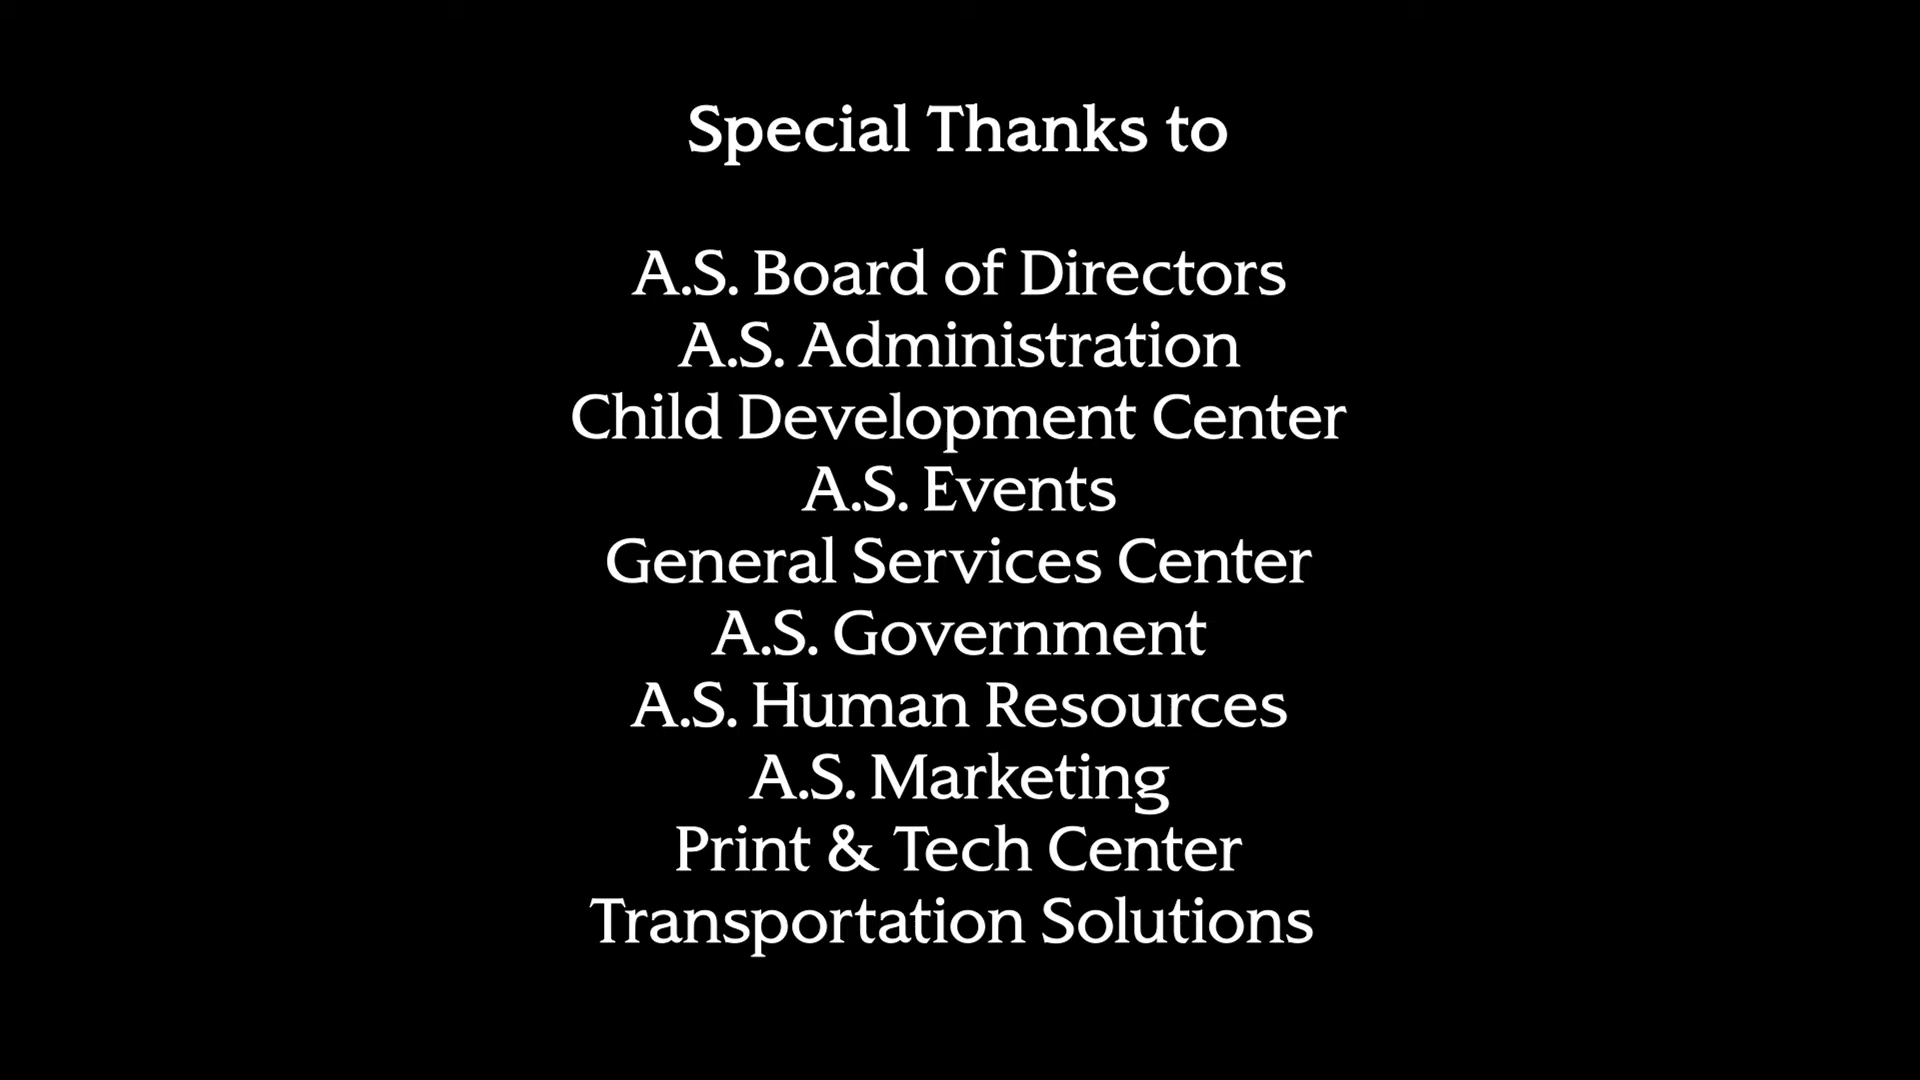 Special Thanks to
A.S. Board of Directors
A.S. Administration
Child Development Center
A.S. Events
General Services Center
A.S. Government
A.S. Human Resources
A.S. Marketing
Print & Tech Center
Transportation Solutions